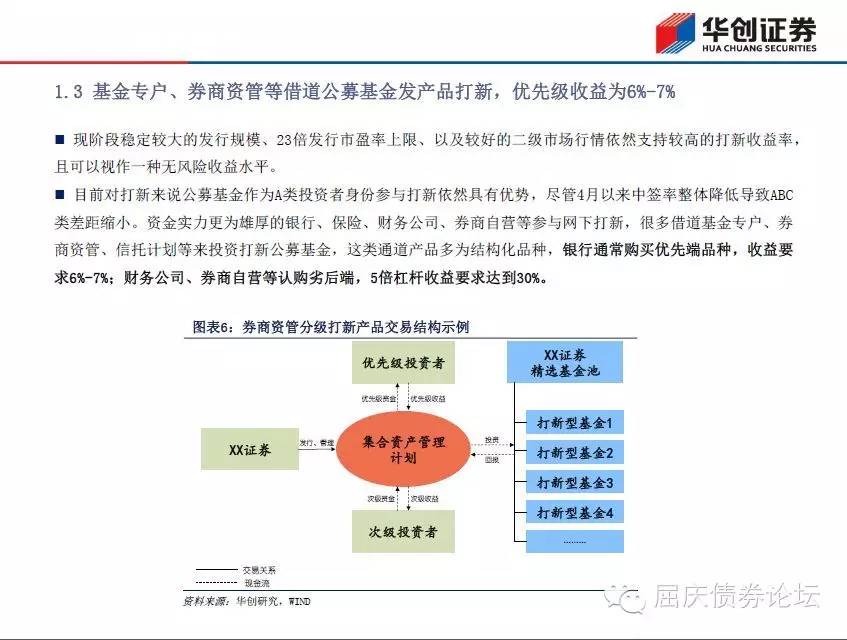 华创证券
HUA CHUANG SECURITIES
1.3 基金专户、券商资管等借道公募基金发产品打新，优先级收益为6%-7%
现阶段稳定较大的发行规模、23倍发行市盈率上限、以及较好的二级市场行情依然支持较高的打新收益率，
且可以视作一种无风险收益水平。
目前对打新来说公募基金作为A类投资者身份参与打新依然具有优势，尽管4月以来中签率整体降低导致ABC
类差距缩小。资金实力更为雄厚的银行、保险、财务公司、券商自营等参与网下打新，很多借道基金专户、券
商资管、信托计划等来投资打新公募基金，这类通道产品多为结构化品种，银行通常购买优先端品种，收益要
求6%-7%；财务公司、券商自营等认购劣后端，5倍杠杆收益要求达到30%。
图表6：券商资管分级打新产品交易结构示例
优先级投资者
XX证券
精选基金池
优先级资金
优先级收益
打新型基金1
XX证券
发行、管理
集合资产管理
计划
投资
回报
打新型基金2
打新型基金3
次级资金
次级收益
打新型基金4
次级投资者
………
交易关系
现金流
资料来源：华创研究，WIND
屈庆债券论坛